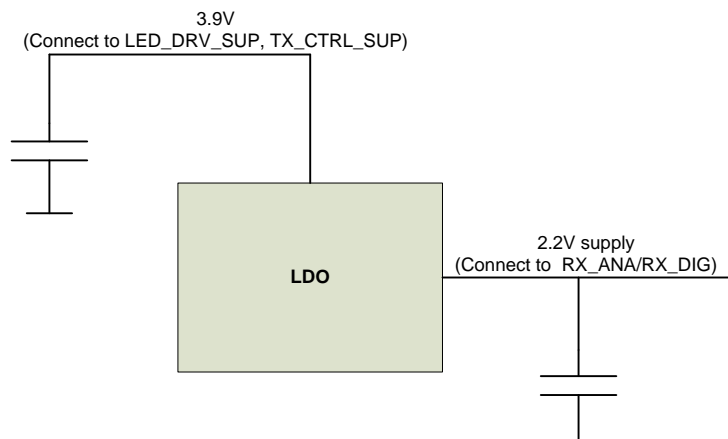 3.9V
(Connect to LED_DRV_SUP, TX_CTRL_SUP)
2.2V supply
(Connect to  RX_ANA/RX_DIG)
LDO